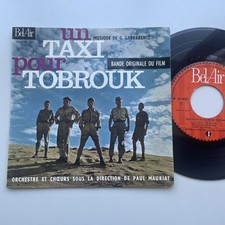 Bel Air
un
MUSIQUE DE G. GARVARENTZ
TAXI
pour
BANDE ORIGINALE DU FILM
TOBROUK
ORCHESTRE ET CHŒURS SOUS LA DIRECTION DE PAUL MAURIAT
Bel Air